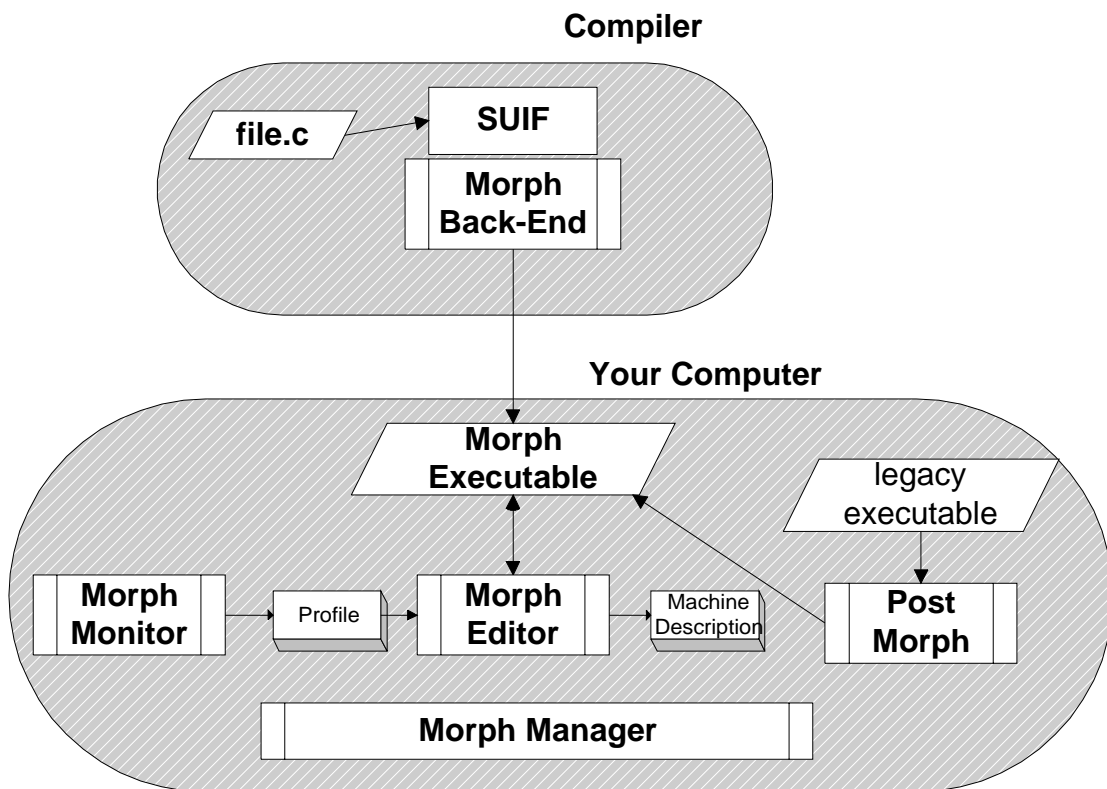 Compiler
file.c
SUIF
Morph
Back-End
Your Computer
Morph
Executable
legacy
executable
Morph
Monitor
Profile
Morph
Editor
Machine
Description
Post
Morph
Morph Manager